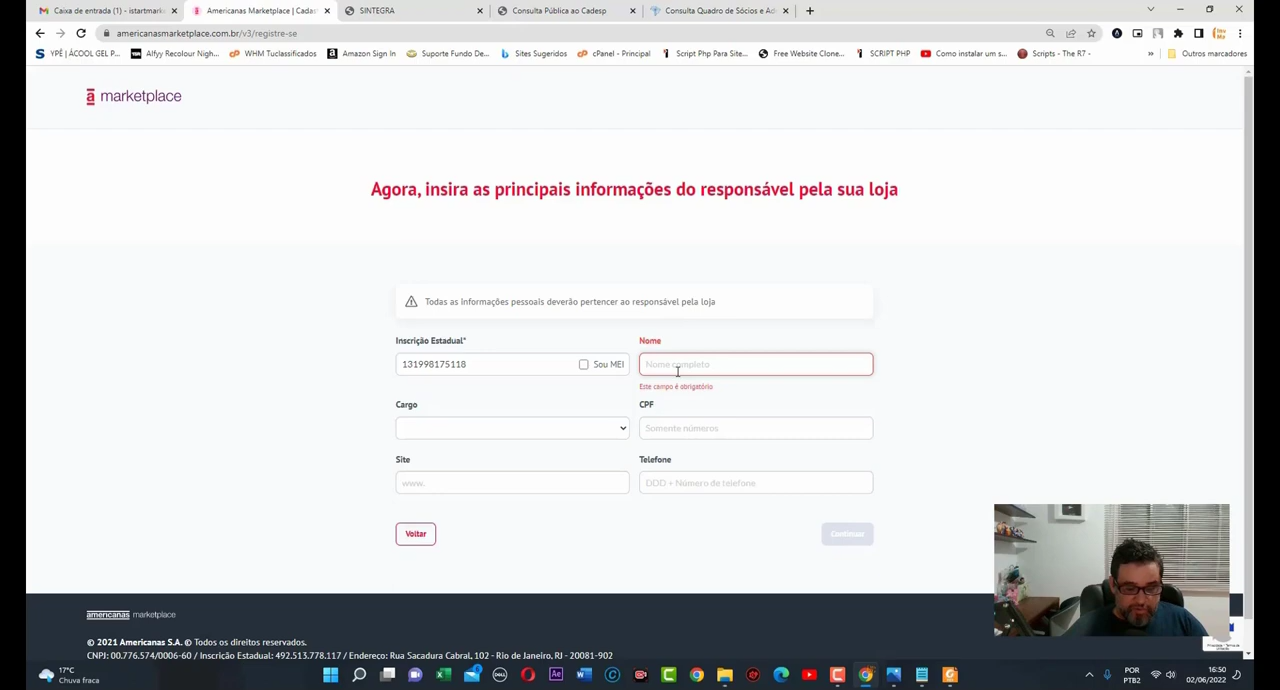 Caixa de entrada (1) - istartmark
Americanas Marketplace | Cadas
SINTEGRA
Consulta Pública ao Cadesp
Consulta Quadro de Sócios e Ad
americanasmarketplace.com.br/v3/registre-se
YPÊ | ÁCOOL GEL P...
Alfyy Recolour Nigh...
WHM Tuclassificados
Amazon Sign In
Suporte Fundo De...
Sites Sugeridos
cPanel - Principal
Script Php Para Site...
Free Website Clone...
SCRIPT PHP
Como instalar um s...
Scripts - The R7 -
»
Outros marcadores
a marketplace
Agora, insira as principais informações do responsável pela sua loja
Todas as Informações pessoais deverão pertencer ao responsável pela loja
Inscrição Estadual*
Nome
131998175118
Sou MEI
Nome completo
Este campo é obrigatório
Cargo
CPF
Somente números
Site
Telefone
www.
DDD + Número de telefone
Voltar
Continuar
americanas marketplace
© 2021 Americanas S.A. © Todos os direitos reservados.
CNPJ: 00.776.574/0006-60 / Inscrição Estadual: 492.513.778.117 / Endereco: Rua Sacadura Cabral, 102 - Rio de Janeiro, RJ - 20081-902
17°C
Chuva fraca
POR
PTB2
16:50
02/06/2022